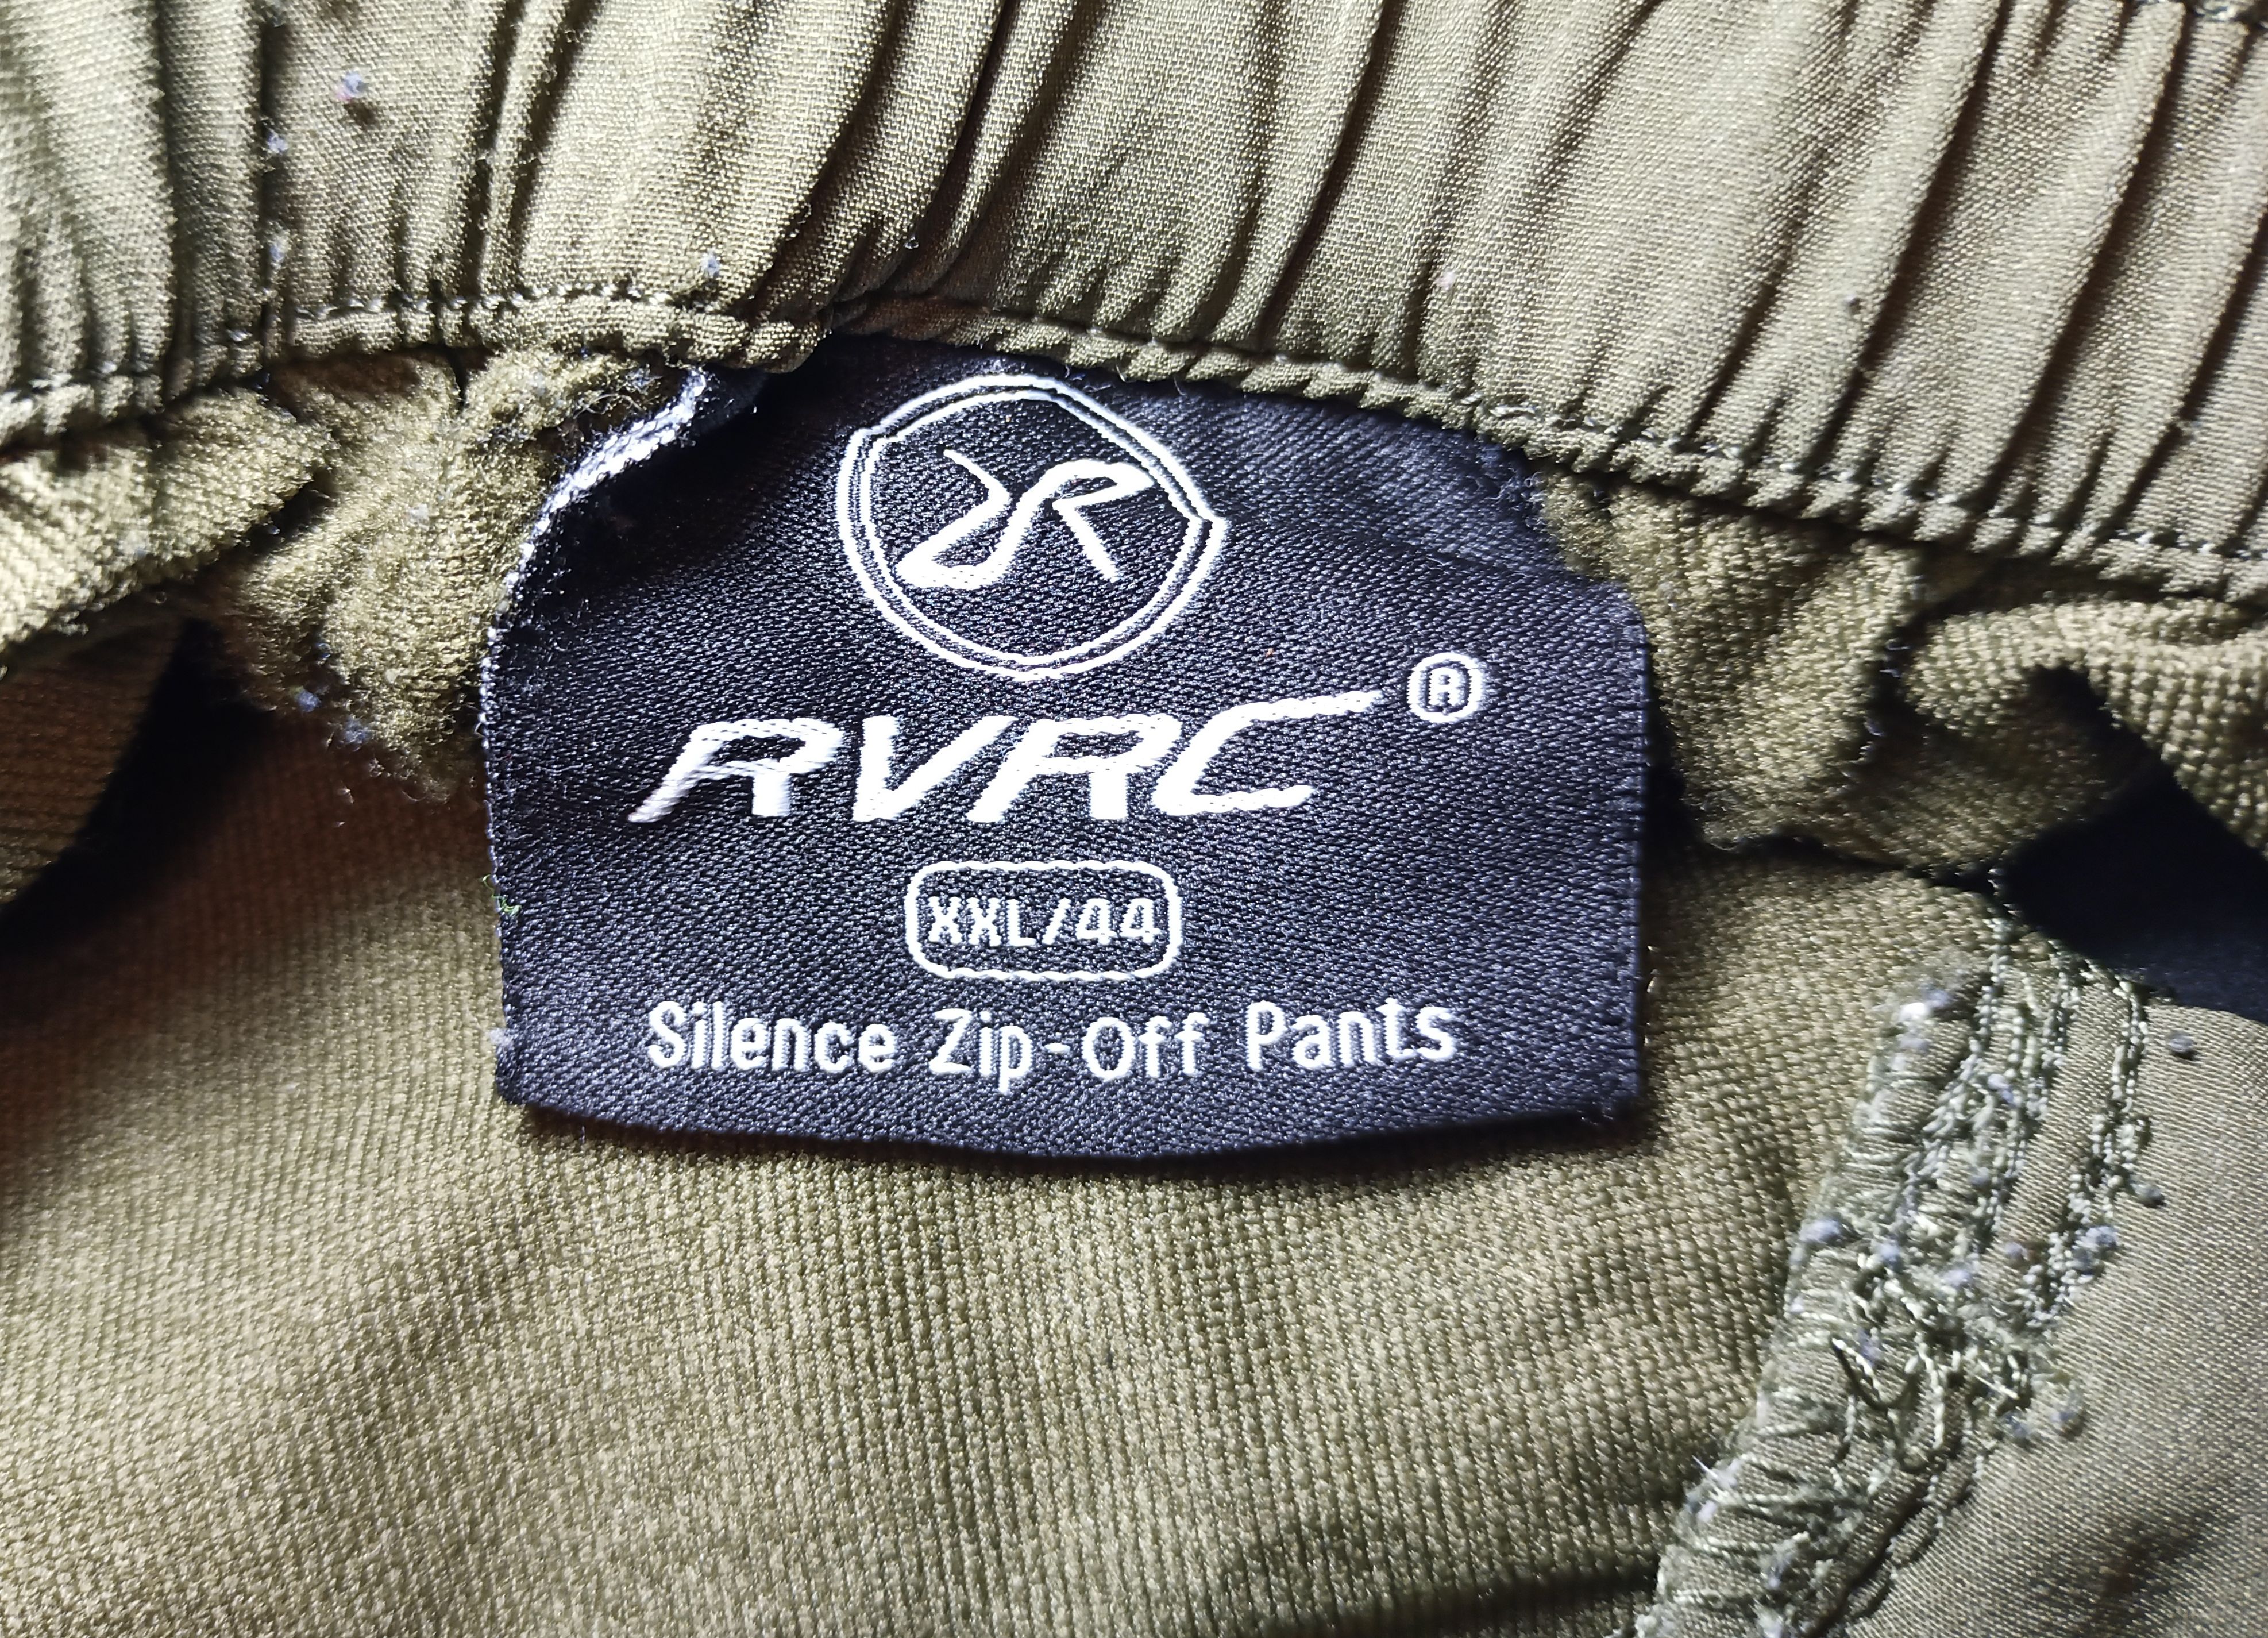 RVRC®
XXL/44
Silence Zip-Off Pants